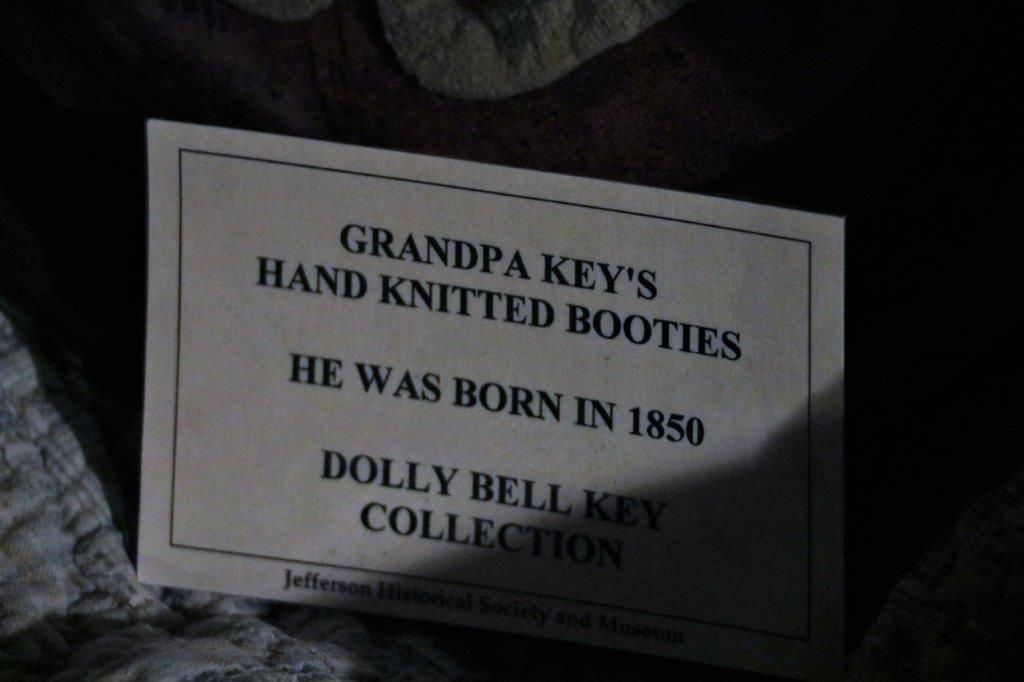 GRANDPA KEY'S
HAND KNITTED BOOTIES
HE WAS BORN IN 1850
DOLLY BELL KEY
COLLECTION
Jefferson Historical Society and Museum